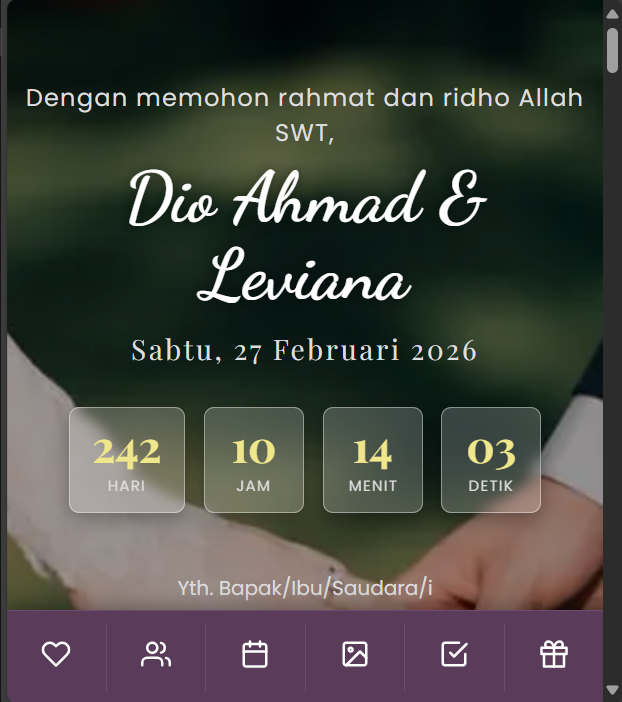 Dengan memohon rahmat dan ridho Allah
SWT,
Dio Ahmad &
Leviana
Sabtu, 27 Februari 2026
242 10 14 03
HARI JAM MENIT DETIK
Yth. Bapak/Ibu/Saudara/i